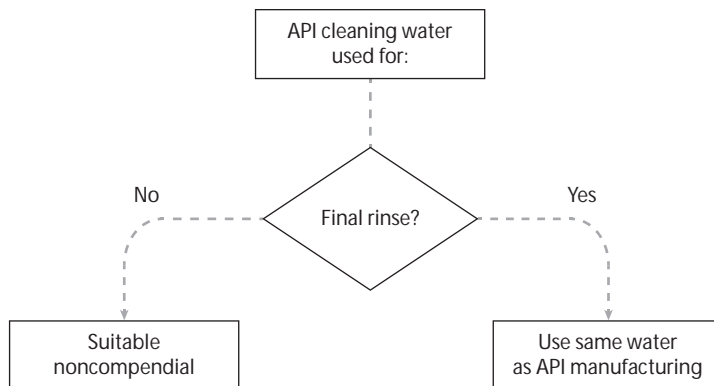 API cleaning water
used for:
No
Final rinse?
Yes
Suitable
noncompendial
Use same water
as API manufacturing